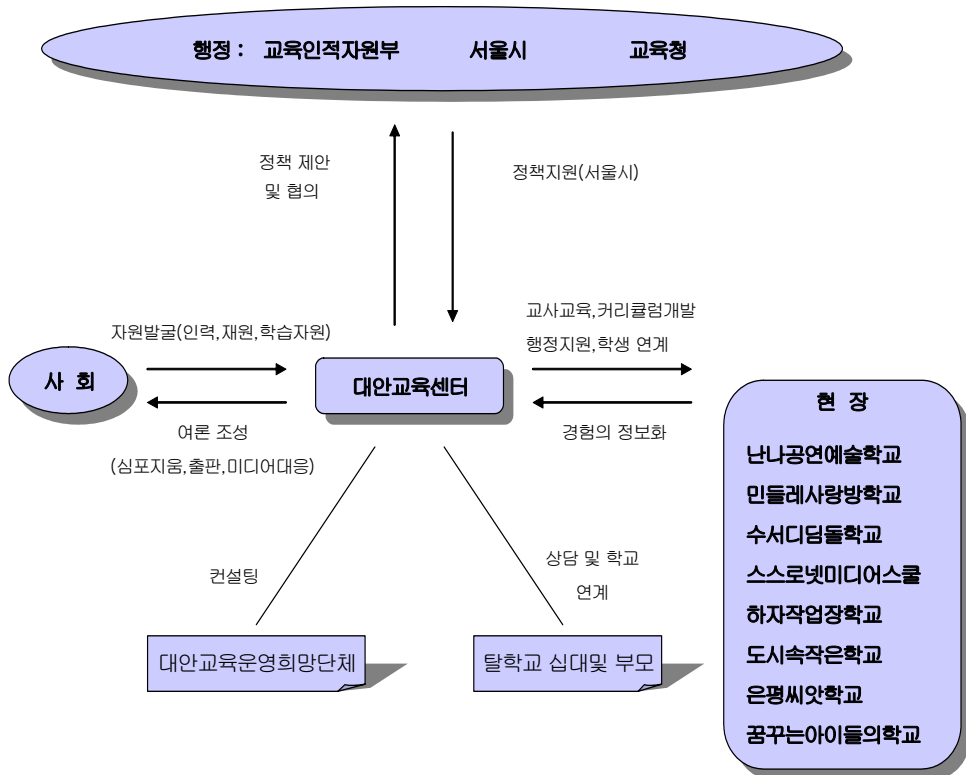 행정 : 교육인적자원부 서울시 교육청
정책 제안
및 협의
정책지원(서울시)
자원발굴(인력,재원,학습자원)
교사교육,커리큘럼개발
행정지원,학생 연계
사 회
대안교육센터
여론 조성
(심포지움,출판,미디어대응)
경험의 정보화
현 장
난나공연예술학교
민들레사랑방학교
수서디딤돌학교
스스로넷미디어스쿨
하자작업장학교
도시속작은학교
은평씨앗학교
꿈꾸는아이들의학교
컨설팅
상담 및 학교
연계
대안교육운영희망단체
탈학교 십대및 부모